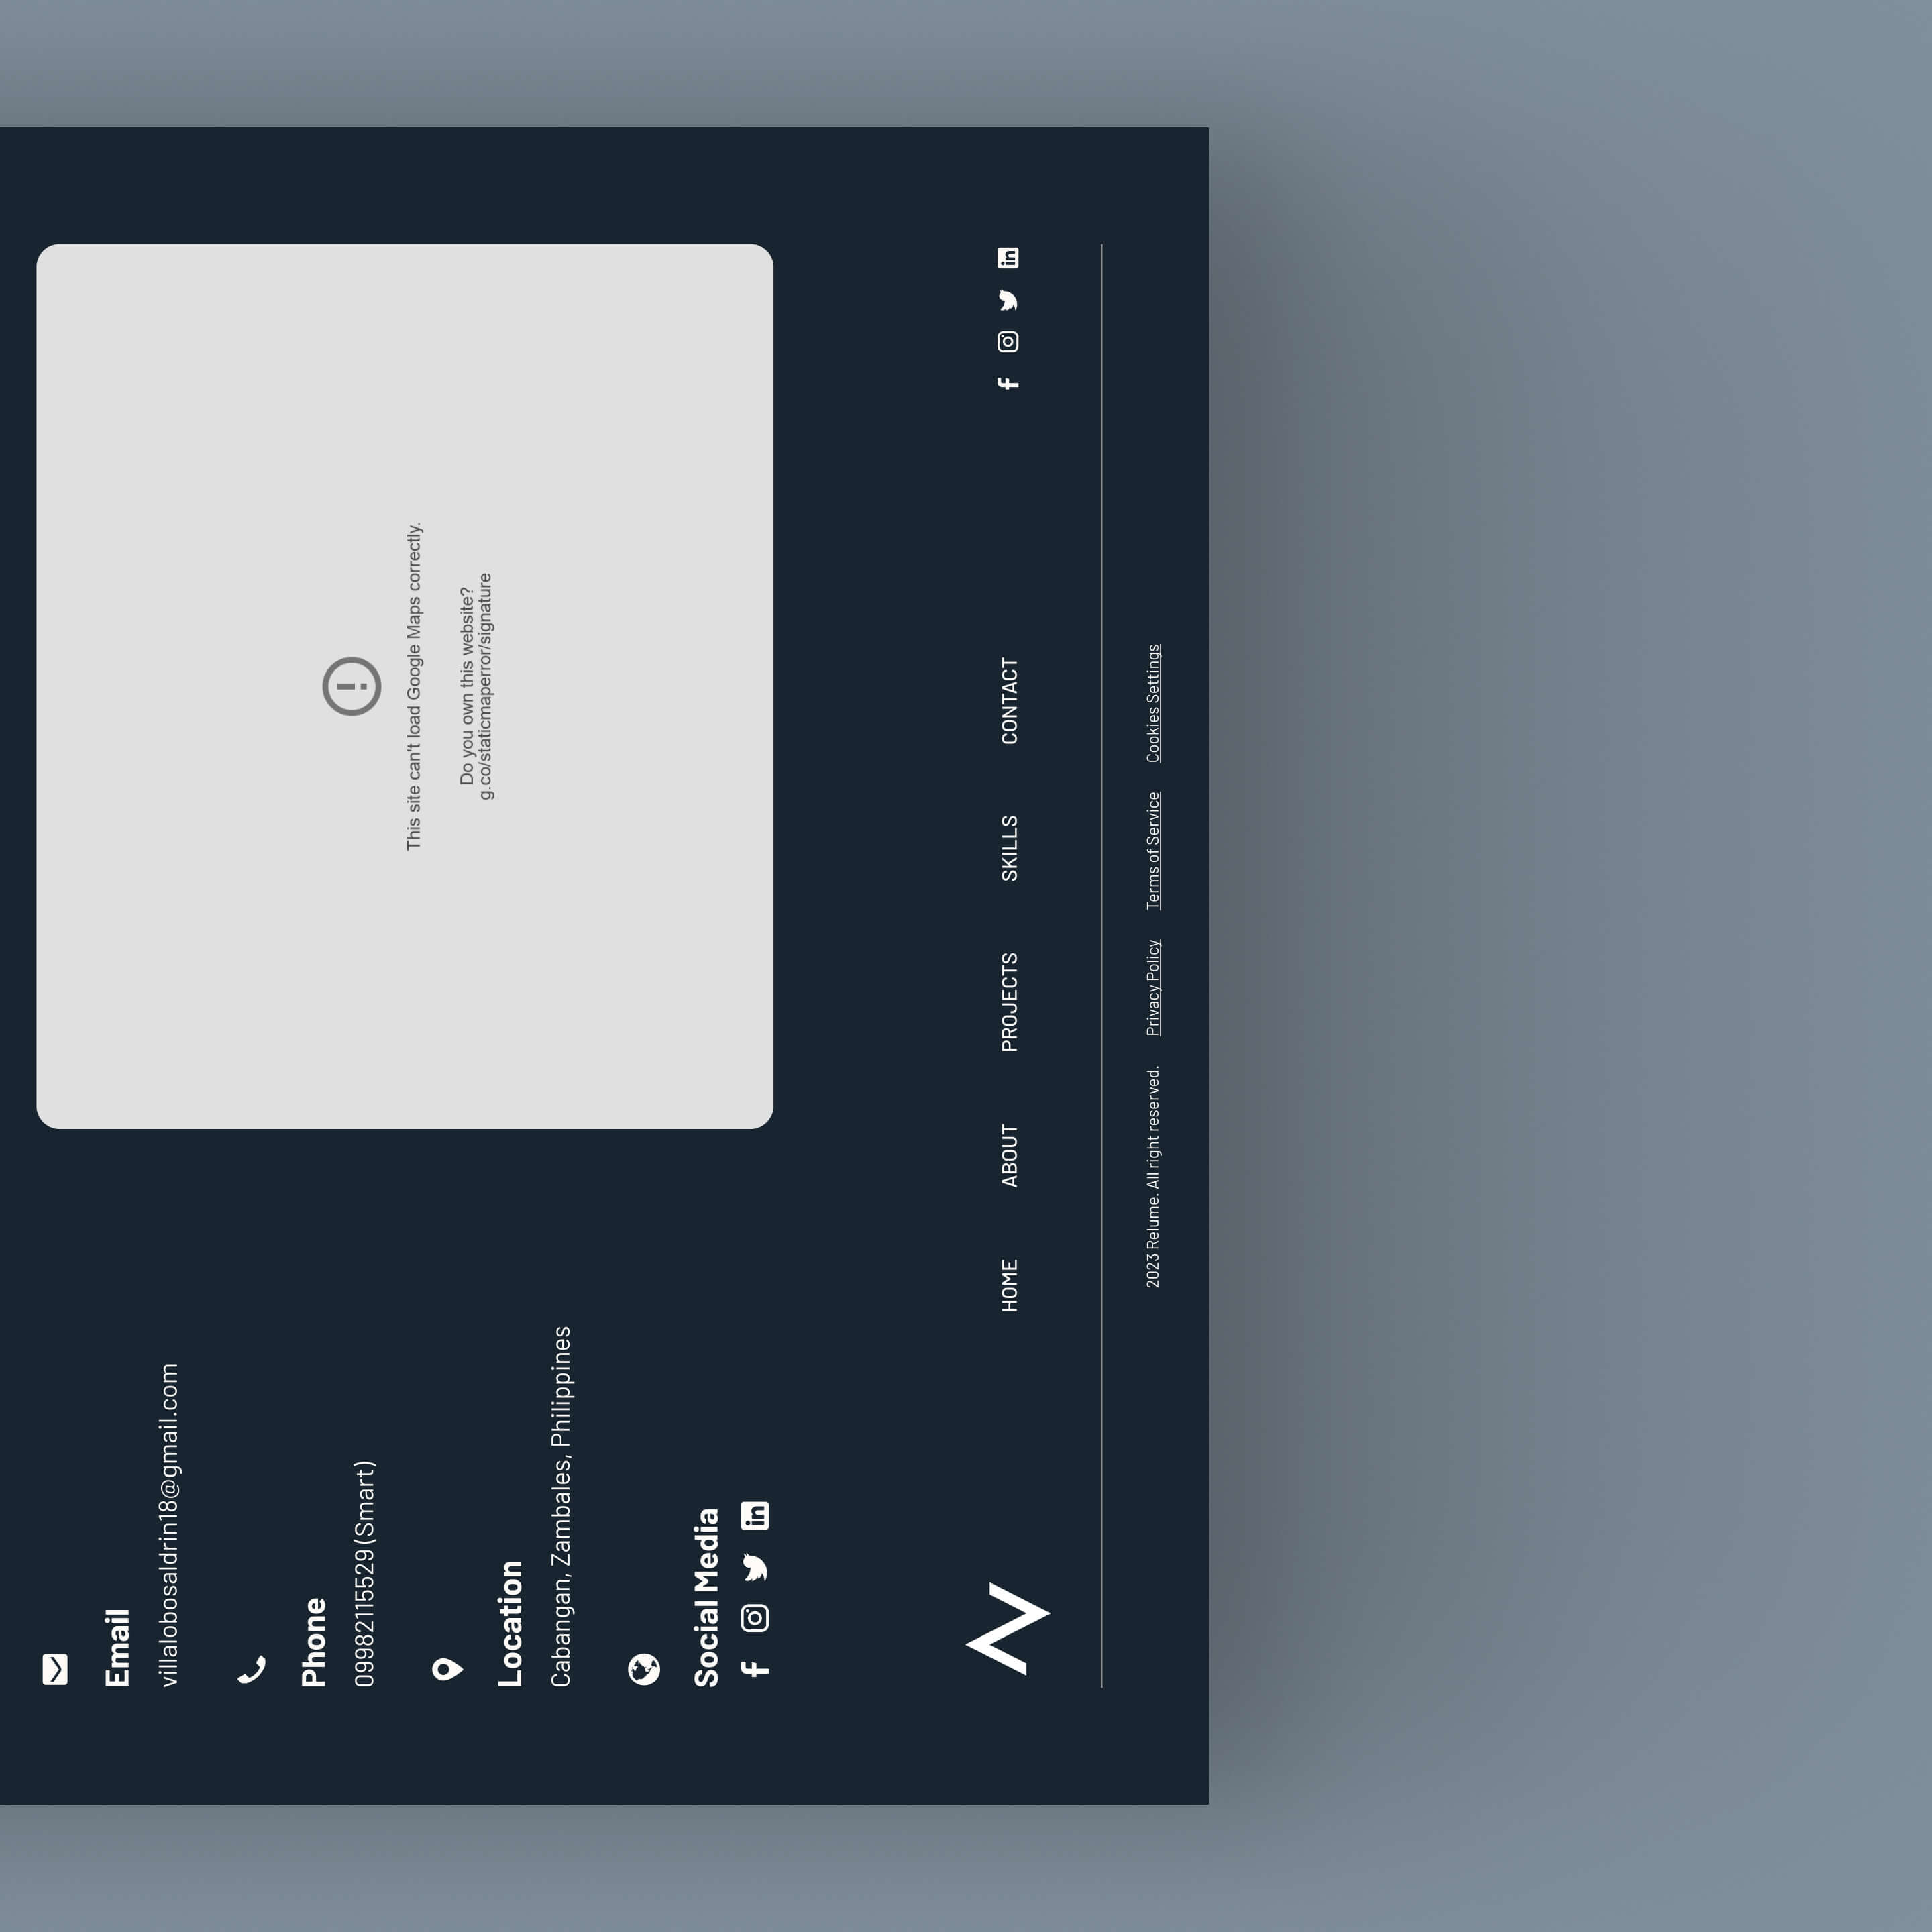 Email
villalobosaldrin18@gmail.com
Phone
09982115529 (Smart)
Location
Cabangan, Zambales, Philippines
Social Media
This site can't load Google Maps correctly.
Do you own this website?
g.co/staticmaperror/signature
HOME ABOUT PROJECTS SKILLS CONTACT
2023 Relume. All right reserved. Privacy Policy Terms of Service Cookies Settings